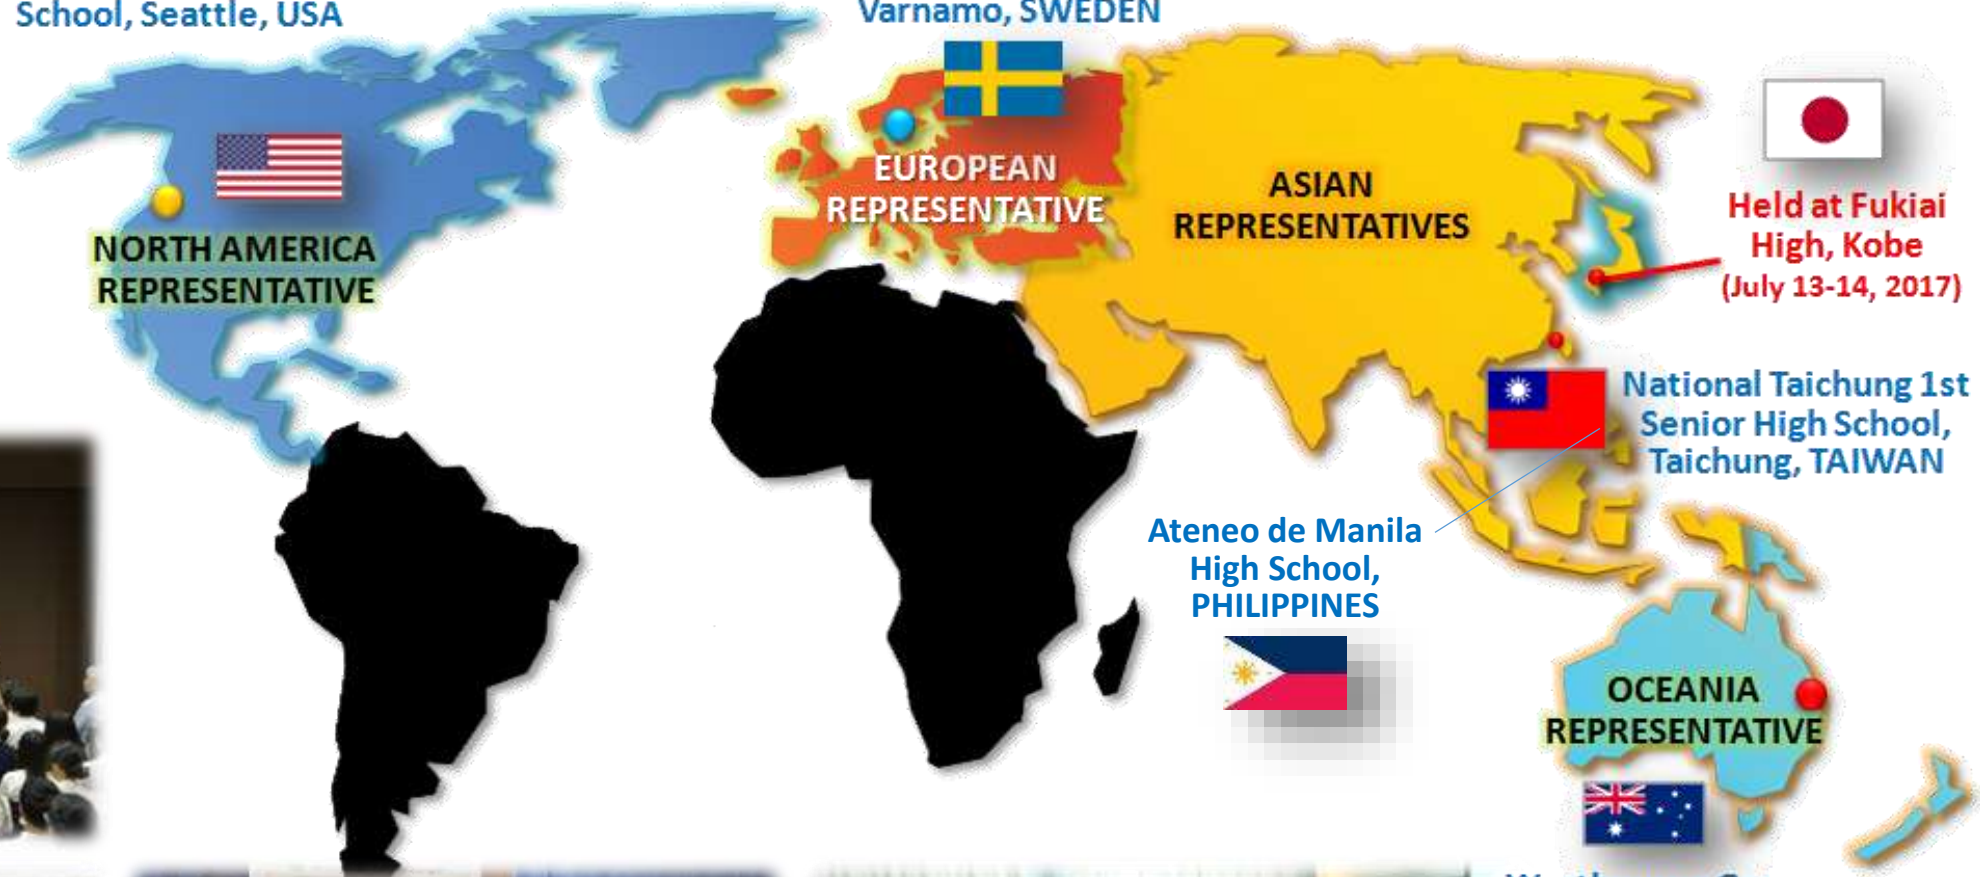 School, Seattle, USA
Varnamo, SWEDEN
EUROPEAN
REPRESENTATIVE
ASIAN
REPRESENTATIVES
Held at Fukiai
High, Kobe
(July 13-14, 2017)
NORTH AMERICA
REPRESENTATIVE
National Taichung 1st
Senior High School,
Taichung, TAIWAN
Ateneo de Manila
High School,
PHILIPPINES
OCEANIA
REPRESENTATIVE